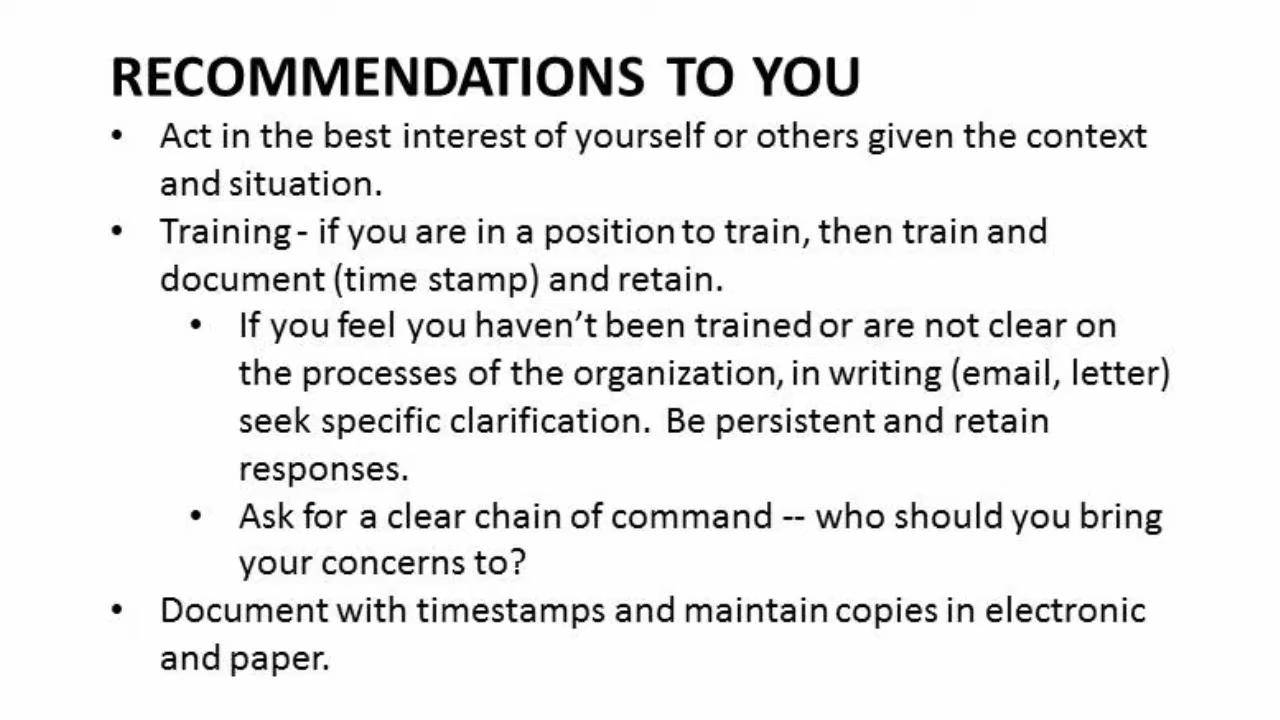 RECOMMENDATIONS TO YOU
• Act in the best interest of yourself or others given the context
and situation.
• Training - if you are in a position to train, then train and
document (time stamp) and retain.
• If you feel you haven’t been trained or are not clear on
the processes of the organization, in writing (email, letter)
seek specific clarification.  Be persistent and retain
responses.
• Ask for a clear chain of command -- who should you bring
your concerns to?
• Document with timestamps and maintain copies in electronic
and paper.